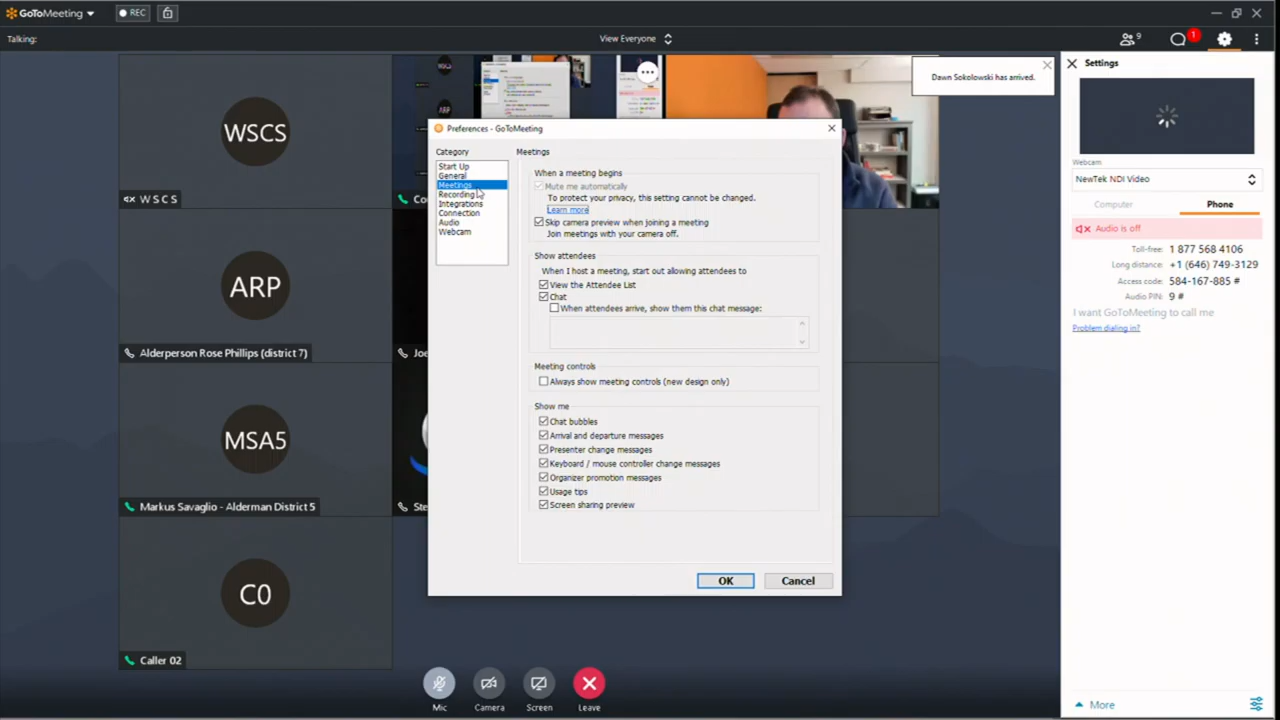 GoToMeeting
REC
Talking:
View Everyone
9
1
WSCS
W S C S
Co
ARP
Alderperson Rose Phillips (district 7)
Joe
MSA5
Markus Savaglio - Alderman District 5
Ste
C0
Caller 02
Dawn Sokolowski has arrived.
Preferences - GoToMeeting
Category
Start Up
General
Meetings
Recording
Integrations
Connection
Audio
Webcam
Meetings
When a meeting begins
Mute me automatically
To protect your privacy, this setting cannot be changed.
Learn more
Skip camera preview when joining a meeting
Join meetings with your camera off.
Show attendees
When I host a meeting, start out allowing attendees to
View the Attendee List
Chat
When attendees arrive, show them this chat message:
Meeting controls
Always show meeting controls (new design only)
Show me
Chat bubbles
Arrival and departure messages
Presenter change messages
Keyboard / mouse controller change messages
Organizer promotion messages
Usage tips
Screen sharing preview
OK
Cancel
Mic
Camera
Screen
Leave
Settings
Webcam
NewTek NDI Video
Computer
Phone
Audio is off
Toll-free: 1 877 568 4106
Long distance: +1 (646) 749-3129
Access code: 584-167-885 #
Audio PIN: 9 #
I want GoToMeeting to call me
Problem dialing in?
More